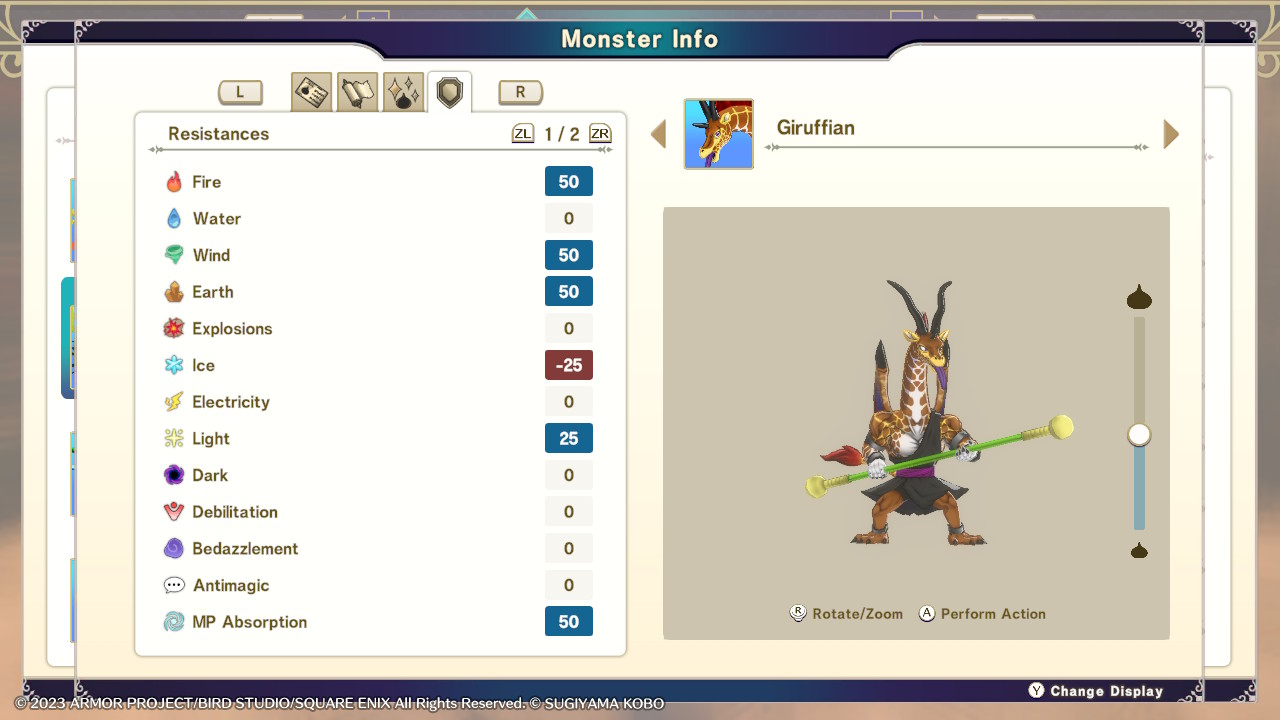 Monster Info
L
R
Resistances
ZL 1 / 2 ZR
Fire 50
Water 0
Wind 50
Earth 50
Explosions 0
Ice -25
Electricity 0
Light 25
Dark 0
Debilitation 0
Bedazzlement 0
Antimagic 0
MP Absorption 50
Giruffian
R Rotate/Zoom A Perform Action
Y Change Display
© 2023 ARMOR PROJECT/BIRD STUDIO/SQUARE ENIX All Rights Reserved. © SUGIYAMA KOBO